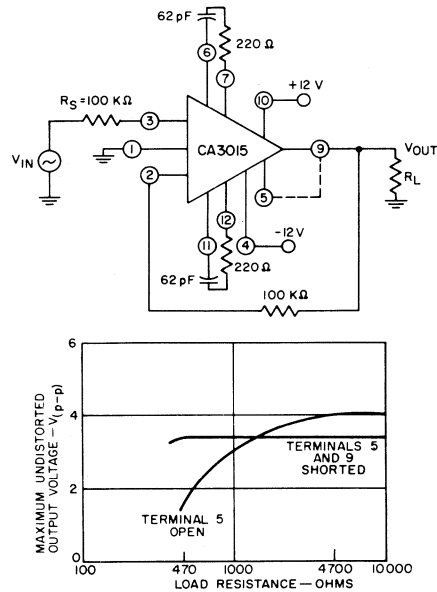 62 pF
6
220 Ω
7
+12 V
10
R_S = 100 KΩ
3
V_IN
1
CA3015
9
V_OUT
2
R_L
5
12
11
4
-12 V
62 pF
220 Ω
100 KΩ
MAXIMUM UNDISTORTED
OUTPUT VOLTAGE — V(p-p)
6
4
2
0
TERMINALS 5
AND 9
SHORTED
TERMINAL 5
OPEN
100
470
1000
4700
10 000
LOAD RESISTANCE — OHMS